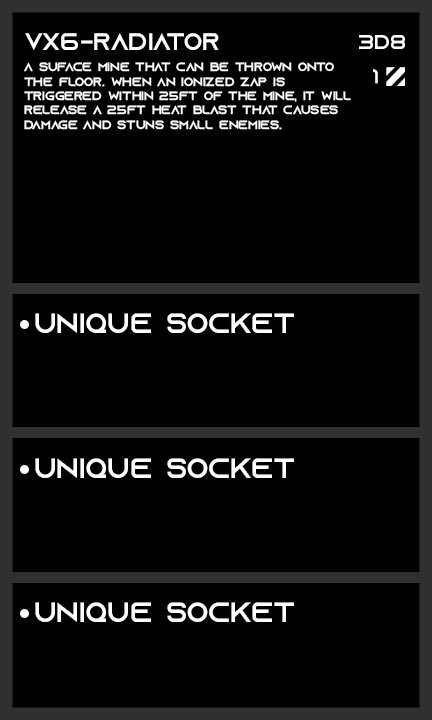 VX6-RADIATOR
3D8
A SUFACE MINE THAT CAN BE THROWN ONTO
THE FLOOR. WHEN AN IONIZED ZAP IS
TRIGGERED WITHIN 25FT OF THE MINE, IT WILL
RELEASE A 25FT HEAT BLAST THAT CAUSES
DAMAGE AND STUNS SMALL ENEMIES.
1
•UNIQUE SOCKET
•UNIQUE SOCKET
•UNIQUE SOCKET